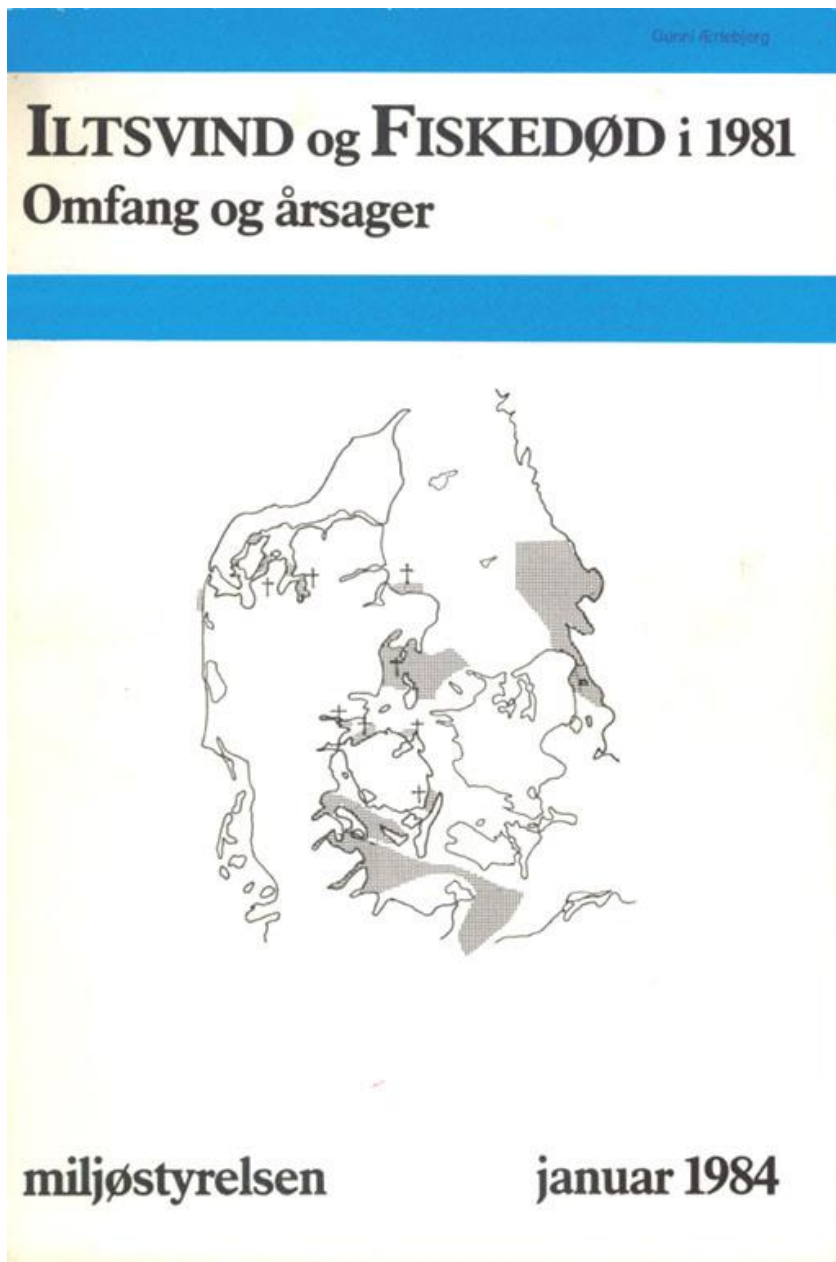 Gunni Ærtebjerg
ILTSVIND og FISKEDØD i 1981
Omfang og årsager
miljøstyrelsen
januar 1984